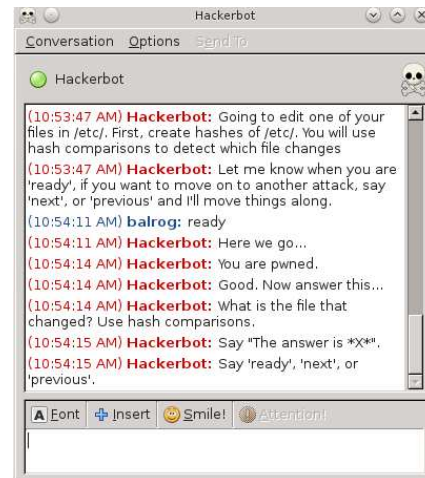 Hackerbot
Conversation Options Send To
Hackerbot
(10:53:47 AM) Hackerbot: Going to edit one of your
files in /etc/. First, create hashes of /etc/. You will use
hash comparisons to detect which file changes
(10:53:47 AM) Hackerbot: Let me know when you are
'ready', if you want to move on to another attack, say
'next', or 'previous' and I'll move things along.
(10:54:11 AM) balrog: ready
(10:54:11 AM) Hackerbot: Here we go...
(10:54:14 AM) Hackerbot: You are pwned.
(10:54:14 AM) Hackerbot: Good. Now answer this...
(10:54:14 AM) Hackerbot: What is the file that
changed? Use hash comparisons.
(10:54:15 AM) Hackerbot: Say "The answer is *X*".
(10:54:15 AM) Hackerbot: Say 'ready', 'next', or
'previous'.
A Font Insert Smile! Attention!